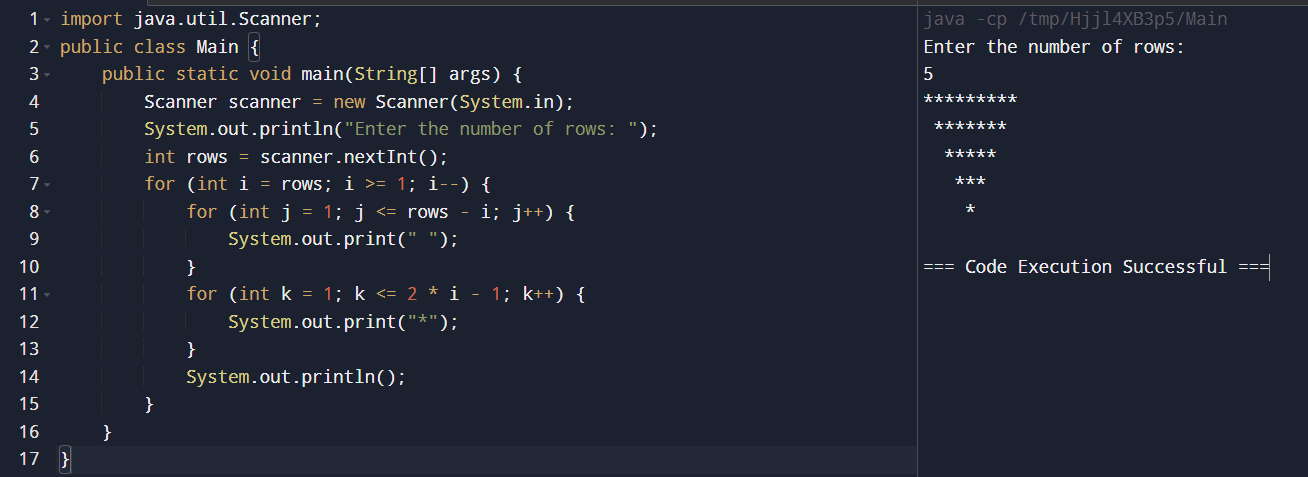 1 import java.util.Scanner;
2 public class Main {
3     public static void main(String[] args) {
4         Scanner scanner = new Scanner(System.in);
5         System.out.println("Enter the number of rows: ");
6         int rows = scanner.nextInt();
7         for (int i = rows; i >= 1; i--) {
8             for (int j = 1; j <= rows - i; j++) {
9                 System.out.print(" ");
10             }
11             for (int k = 1; k <= 2 * i - 1; k++) {
12                 System.out.print("*");
13             }
14             System.out.println();
15         }
16     }
17 }
java -cp /tmp/Hjjl4XB3p5/Main
Enter the number of rows:
5
*********
 *******
  *****
   ***
    *
=== Code Execution Successful ===